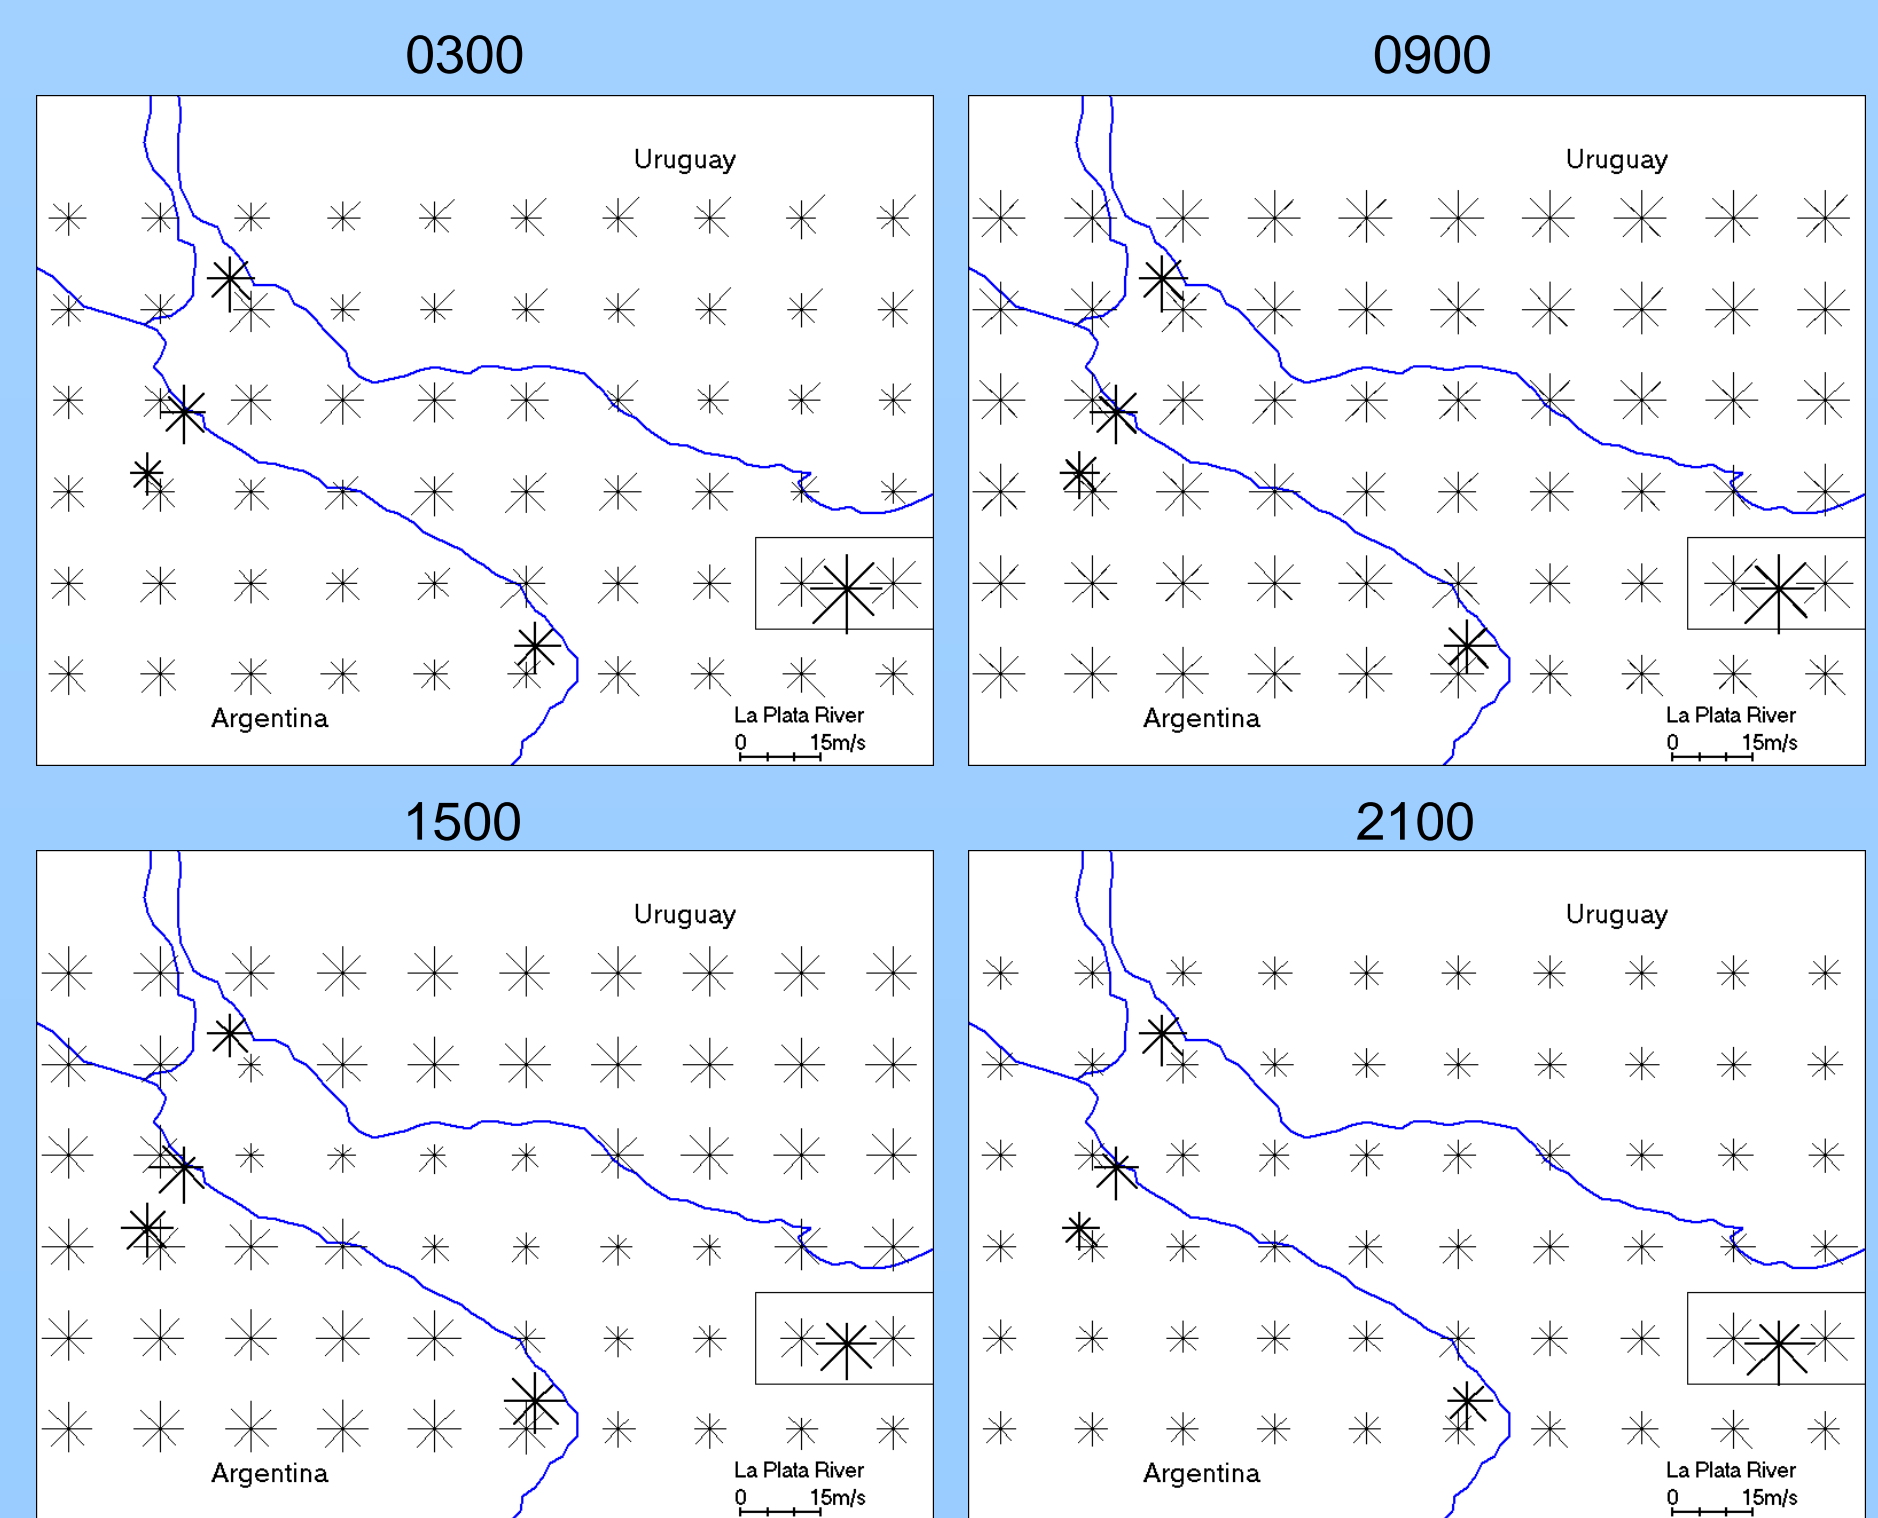 0300
0900
Uruguay
Uruguay
Argentina
La Plata River
0 15m/s
Argentina
La Plata River
0 15m/s
1500
2100
Uruguay
Uruguay
Argentina
La Plata River
0 15m/s
Argentina
La Plata River
0 15m/s